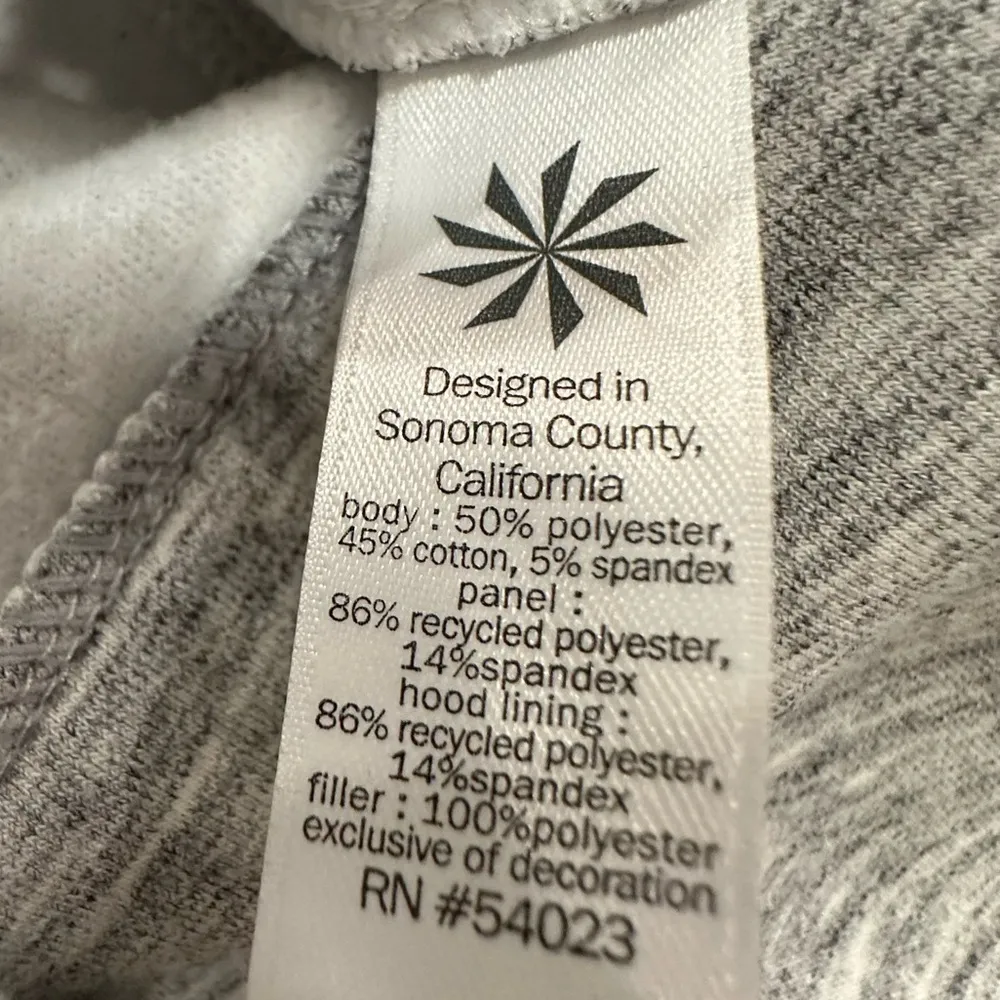 Designed in
Sonoma County,
California
body : 50% polyester,
45% cotton, 5% spandex
panel :
86% recycled polyester,
14%spandex
hood lining :
86% recycled polyester,
14%spandex
filler : 100%polyester
exclusive of decoration
RN #54023